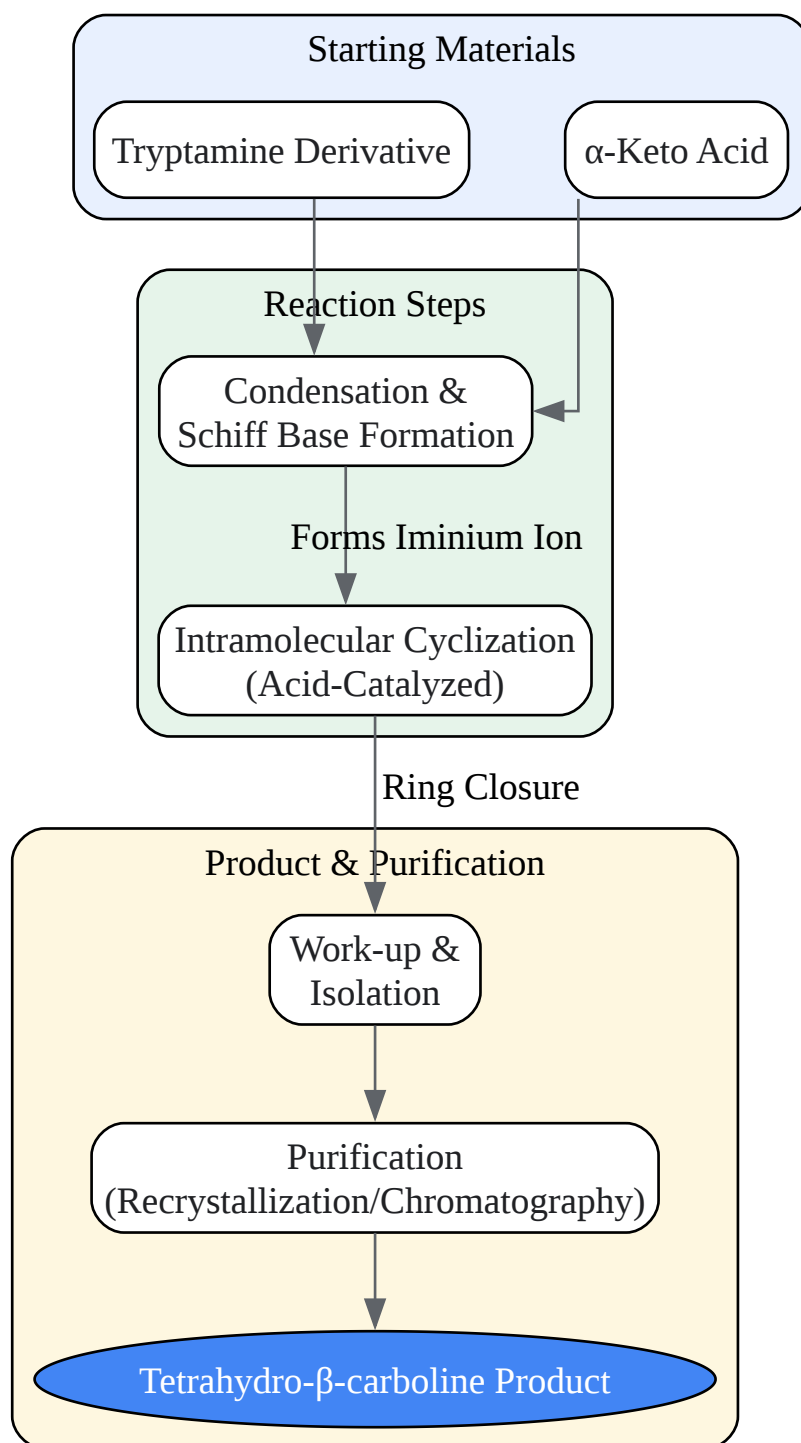 Starting Materials
Tryptamine Derivative
α-Keto Acid
Reaction Steps
Condensation &
Schiff Base Formation
Forms Iminium Ion
Intramolecular Cyclization
(Acid-Catalyzed)
Ring Closure
Product & Purification
Work-up &
Isolation
Purification
(Recrystallization/Chromatography)
Tetrahydro-β-carboline Product